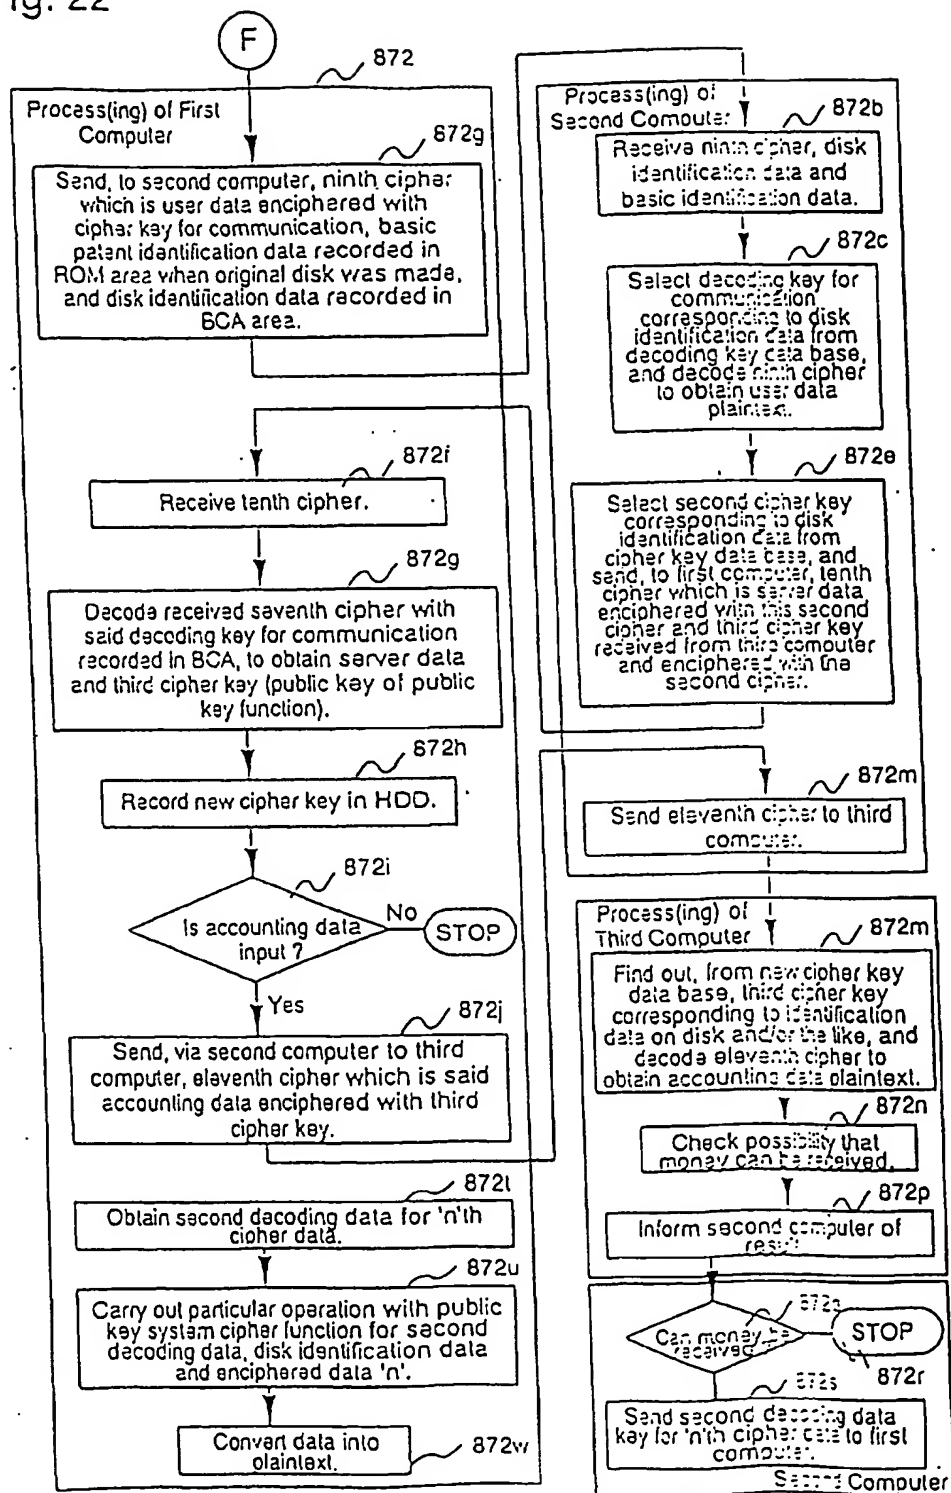 Fig. 22
F
872
Process(ing) of First
Computer
872g
Send, to second computer, ninth cipher
which is user data enciphered with
cipher key for communication, basic
patent identification data recorded in
ROM area when original disk was made,
and disk identification data recorded in
BCA area.
872f
Receive tenth cipher.
872g
Decode received seventh cipher with
said decoding key for communication
recorded in BCA, to obtain server data
and third cipher key (public key of public
key function).
872h
Record new cipher key in HDD.
872i
Is accounting data
input ?
No
STOP
Yes
872j
Send, via second computer to third
computer, eleventh cipher which is said
accounting data enciphered with third
cipher key.
872t
Obtain second decoding data for 'n'th
cipher data.
872u
Carry out particular operation with public
key system cipher function for second
decoding data, disk identification data
and enciphered data 'n'.
Convert data into
plaintext.
872w
Process(ing) of
Second Computer
872b
Receive ninth cipher, disk
identification data and
basic identification data.
872c
Select decoding key for
communication
corresponding to disk
identification data from
decoding key data base,
and decode ninth cipher
to obtain user data
plaintext.
872e
Select second cipher key
corresponding to disk
identification data from
cipher key data base, and
send, to first computer, tenth
cipher which is server data
enciphered with this second
cipher and third cipher key
received from third computer
and enciphered with the
second cipher.
872m
Send eleventh cipher to third
computer.
Process(ing) of
Third Computer
872m
Find out, from new cipher key
data base, third cipher key
corresponding to identification
data on disk and/or the like, and
decode eleventh cipher to
obtain accounting data plaintext.
872n
Check possibility that
money can be received.
872p
Inform second computer of
result.
872q
Can money be
received
STOP
872r
872s
Send second decoding data
key for 'n'th cipher data to first
computer.
Second Computer